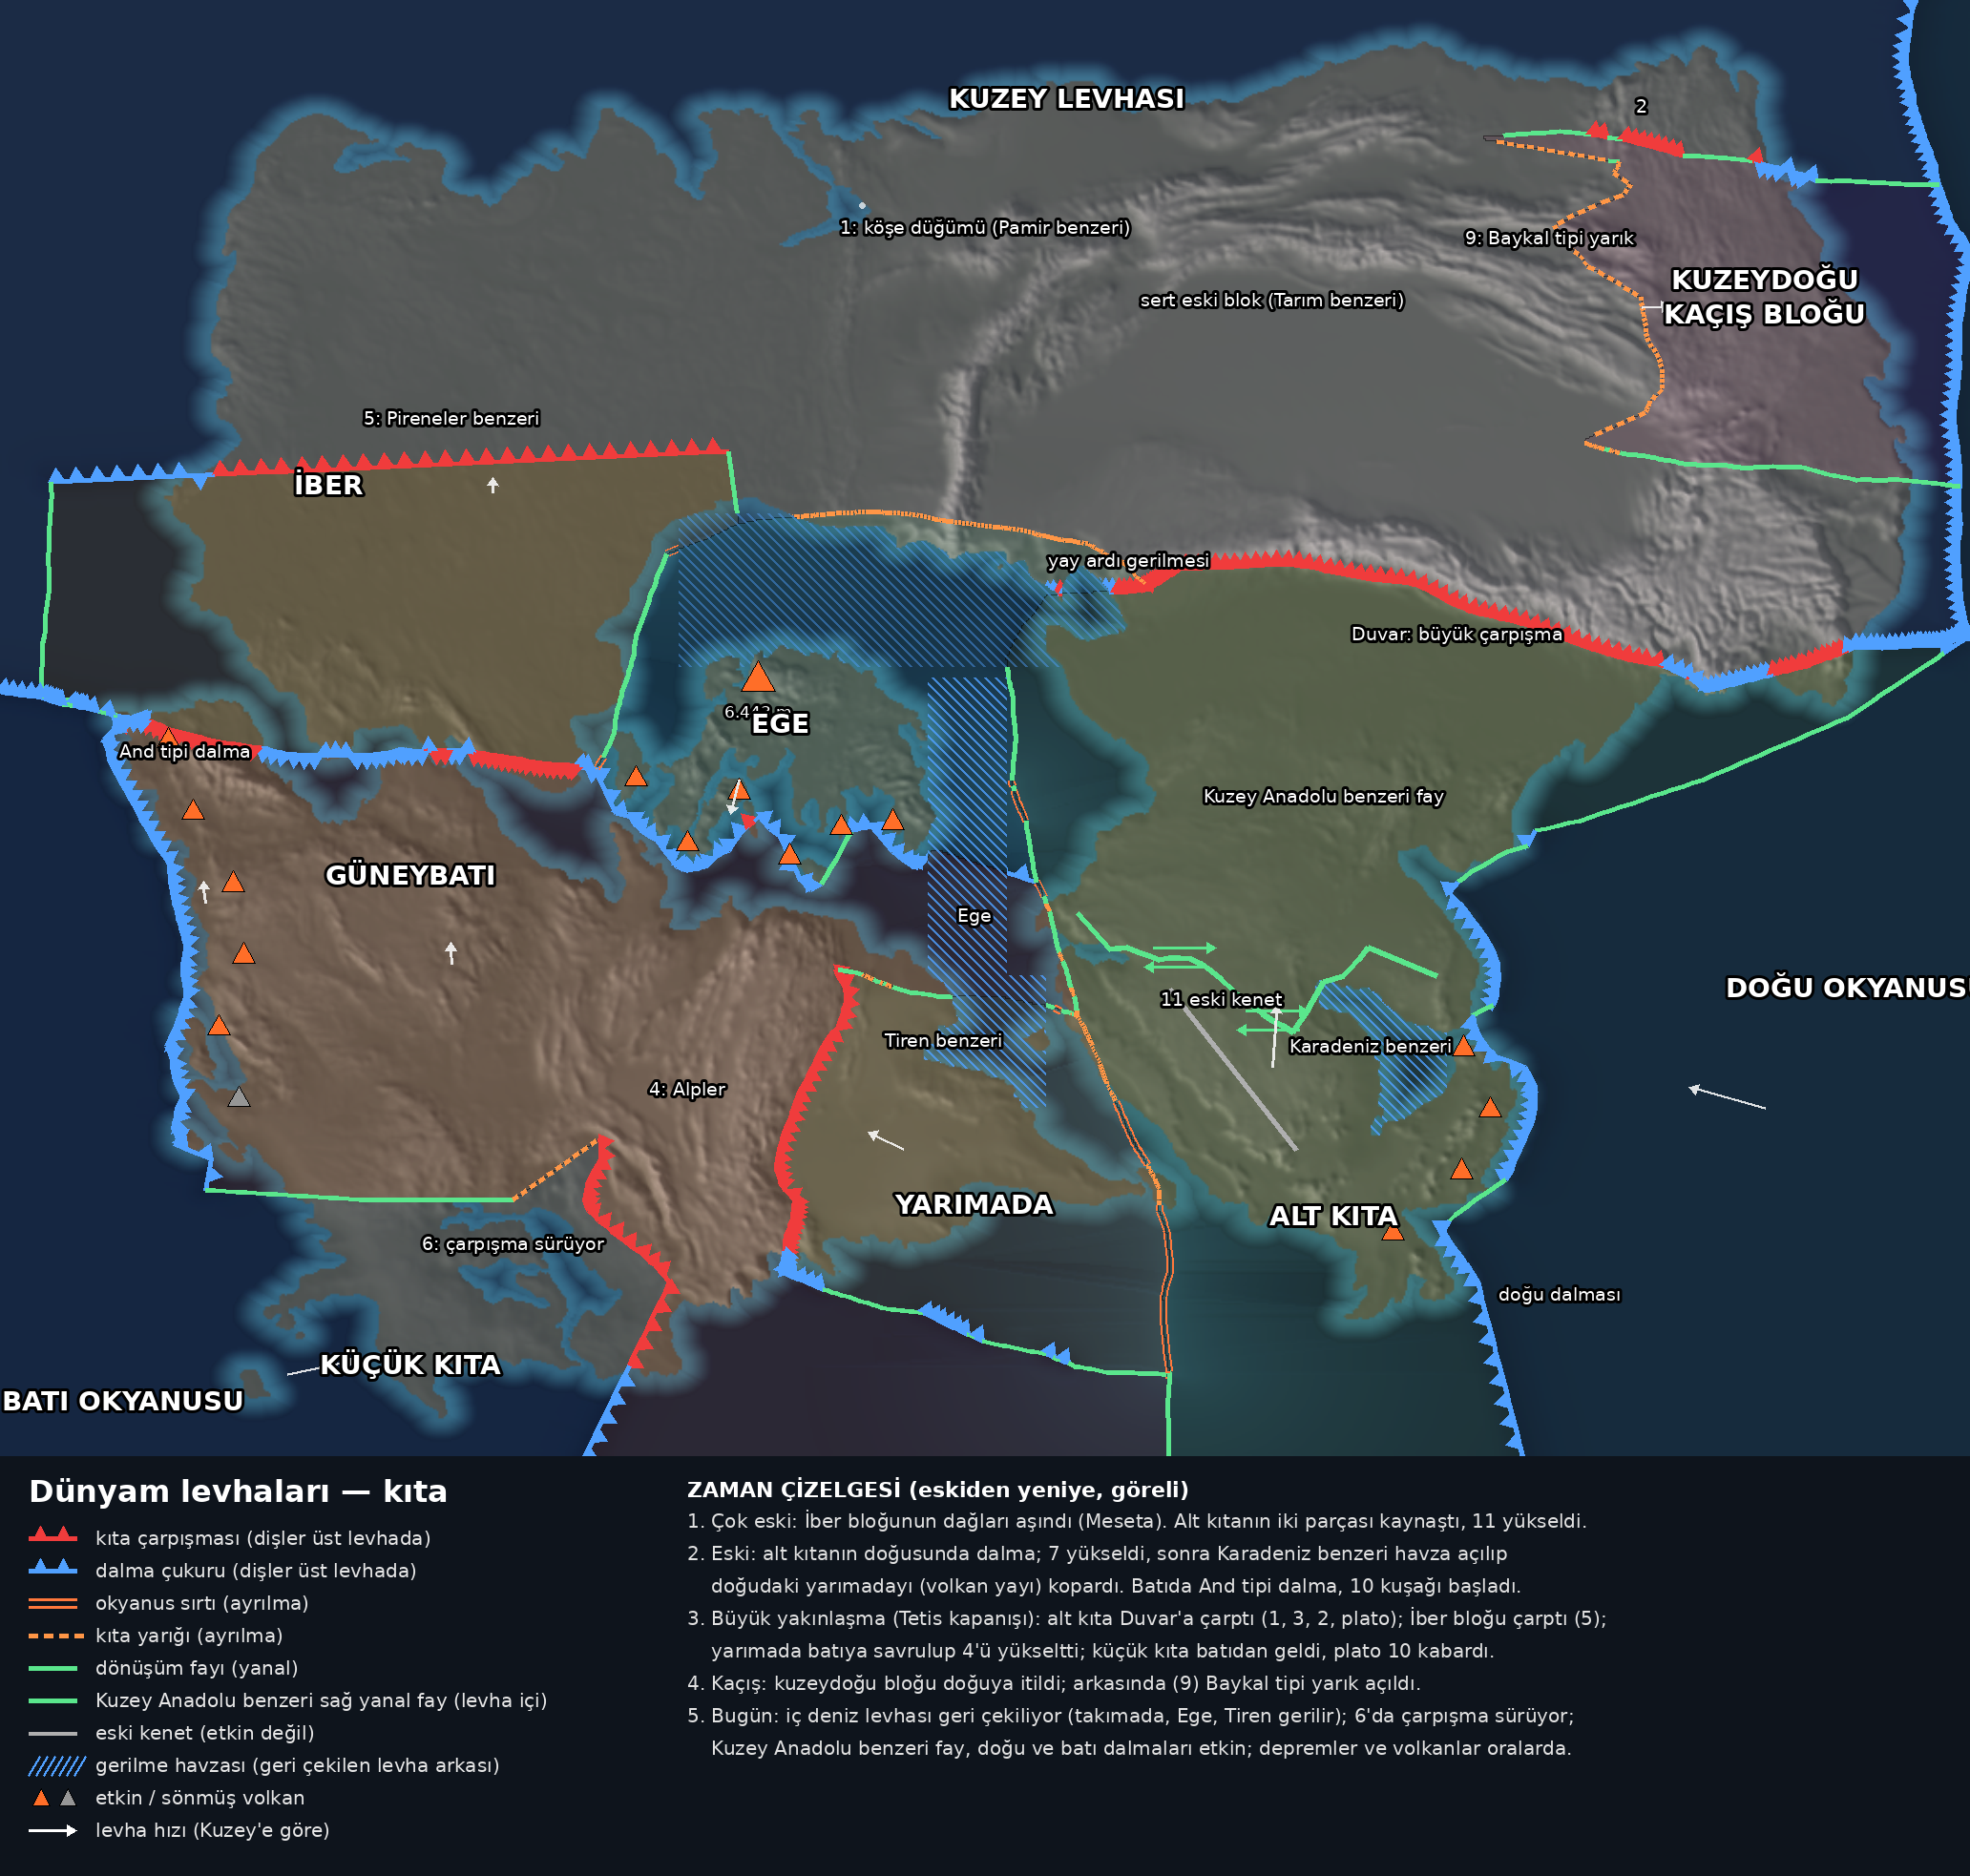 KUZEY LEVHASI
2
1: köşe düğümü (Pamir benzeri)
9: Baykal tipi yarık
KUZEYDOĞU
KAÇIŞ BLOĞU
sert eski blok (Tarım benzeri)
5: Pireneler benzeri
İBER
yay ardı gerilmesi
Duvar: büyük çarpışma
EGE
And tipi dalma
Kuzey Anadolu benzeri fay
GÜNEYBATI
Ege
DOĞU OKYANUSU
11 eski kenet
Tiren benzeri
Karadeniz benzeri
4: Alpler
YARIMADA
ALT KITA
6: çarpışma sürüyor
doğu dalması
KÜÇÜK KITA
BATI OKYANUSU
Dünyam levhaları — kıta
kıta çarpışması (dişler üst levhada)
dalma çukuru (dişler üst levhada)
okyanus sırtı (ayrılma)
kıta yarığı (ayrılma)
dönüşüm fayı (yanal)
Kuzey Anadolu benzeri sağ yanal fay (levha içi)
eski kenet (etkin değil)
gerilme havzası (geri çekilen levha arkası)
etkin / sönmüş volkan
levha hızı (Kuzey'e göre)
ZAMAN ÇİZELGESİ (eskiden yeniye, göreli)
1. Çok eski: İber bloğunun dağları aşındı (Meseta). Alt kıtanın iki parçası kaynaştı, 11 yükseldi.
2. Eski: alt kıtanın doğusunda dalma; 7 yükseldi, sonra Karadeniz benzeri havza açılıp
doğudaki yarımadayı (volkan yayı) kopardı. Batıda And tipi dalma, 10 kuşağı başladı.
3. Büyük yakınlaşma (Tetis kapanışı): alt kıta Duvar'a çarptı (1, 3, 2, plato); İber bloğu çarptı (5);
yarımada batıya savrulup 4'ü yükseltti; küçük kıta batıdan geldi, plato 10 kabardı.
4. Kaçış: kuzeydoğu bloğu doğuya itildi; arkasında (9) Baykal tipi yarık açıldı.
5. Bugün: iç deniz levhası geri çekiliyor (takımada, Ege, Tiren gerilir); 6'da çarpışma sürüyor;
Kuzey Anadolu benzeri fay, doğu ve batı dalmaları etkin; depremler ve volkanlar oralarda.